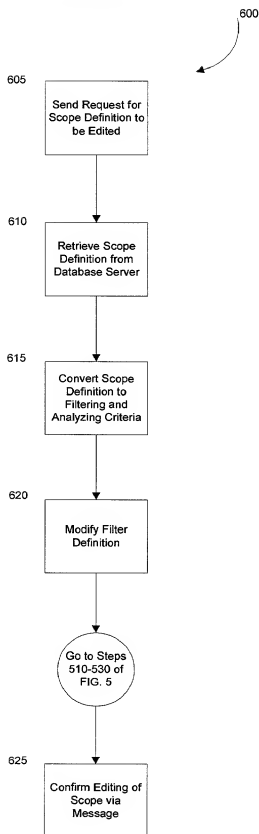 600
605
Send Request for
Scope Definition to
be Edited
610
Retrieve Scope
Definition from
Database Server
615
Convert Scope
Definition to
Filtering and
Analyzing Criteria
620
Modify Filter
Definition
Go to Steps
510-530 of
FIG. 5
625
Confirm Editing of
Scope via
Message